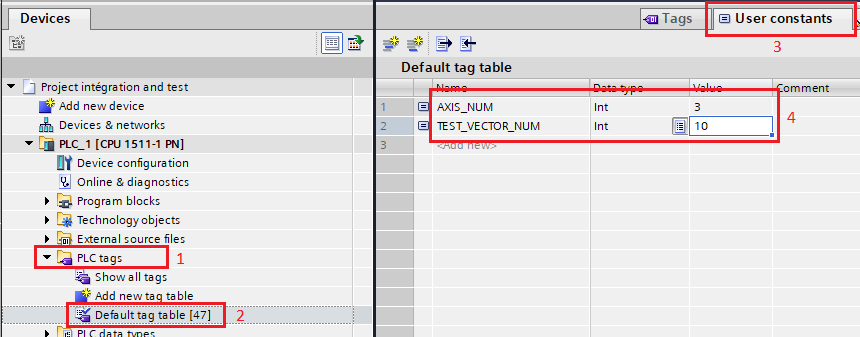 Devices
Project intégration and test
Add new device
Devices & networks
PLC_1 [CPU 1511-1 PN]
Device configuration
Online & diagnostics
Program blocks
Technology objects
External source files
PLC tags
1
Show all tags
Add new tag table
Default tag table [47]
2
PLC data types
Tags
User constants
3
Default tag table
Name Data type Value Comment
1 AXIS_NUM Int 3
2 TEST_VECTOR_NUM Int 10
4
3 <Add new>